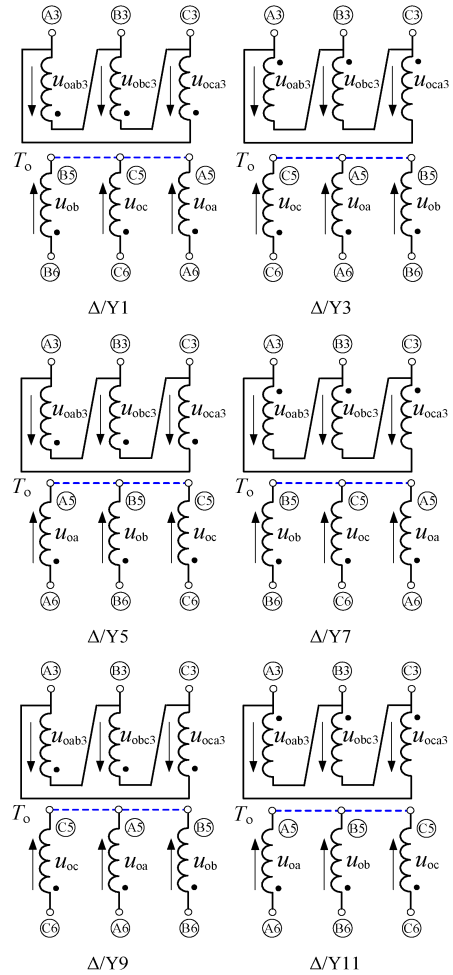 A3 B3 C3 A3 B3 C3
uoab3 uobc3 uoca3 uoab3 uobc3 uoca3
To B5 C5 A5 To C5 A5 B5
uob uoc uoa uoc uoa uob
B6 C6 A6 C6 A6 B6
Δ/Y1 Δ/Y3
A3 B3 C3 A3 B3 C3
uoab3 uobc3 uoca3 uoab3 uobc3 uoca3
To A5 B5 C5 To B5 C5 A5
uoa uob uoc uob uoc uoa
A6 B6 C6 B6 C6 A6
Δ/Y5 Δ/Y7
A3 B3 C3 A3 B3 C3
uoab3 uobc3 uoca3 uoab3 uobc3 uoca3
To C5 A5 B5 To A5 B5 C5
uoc uoa uob uoa uob uoc
C6 A6 B6 A6 B6 C6
Δ/Y9 Δ/Y11